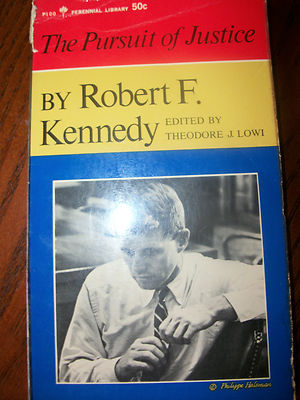 P100 PERENNIAL LIBRARY 50c
The Pursuit of Justice
BY Robert F.
Kennedy EDITED BY
THEODORE J. LOWI
© Philippe Halsman